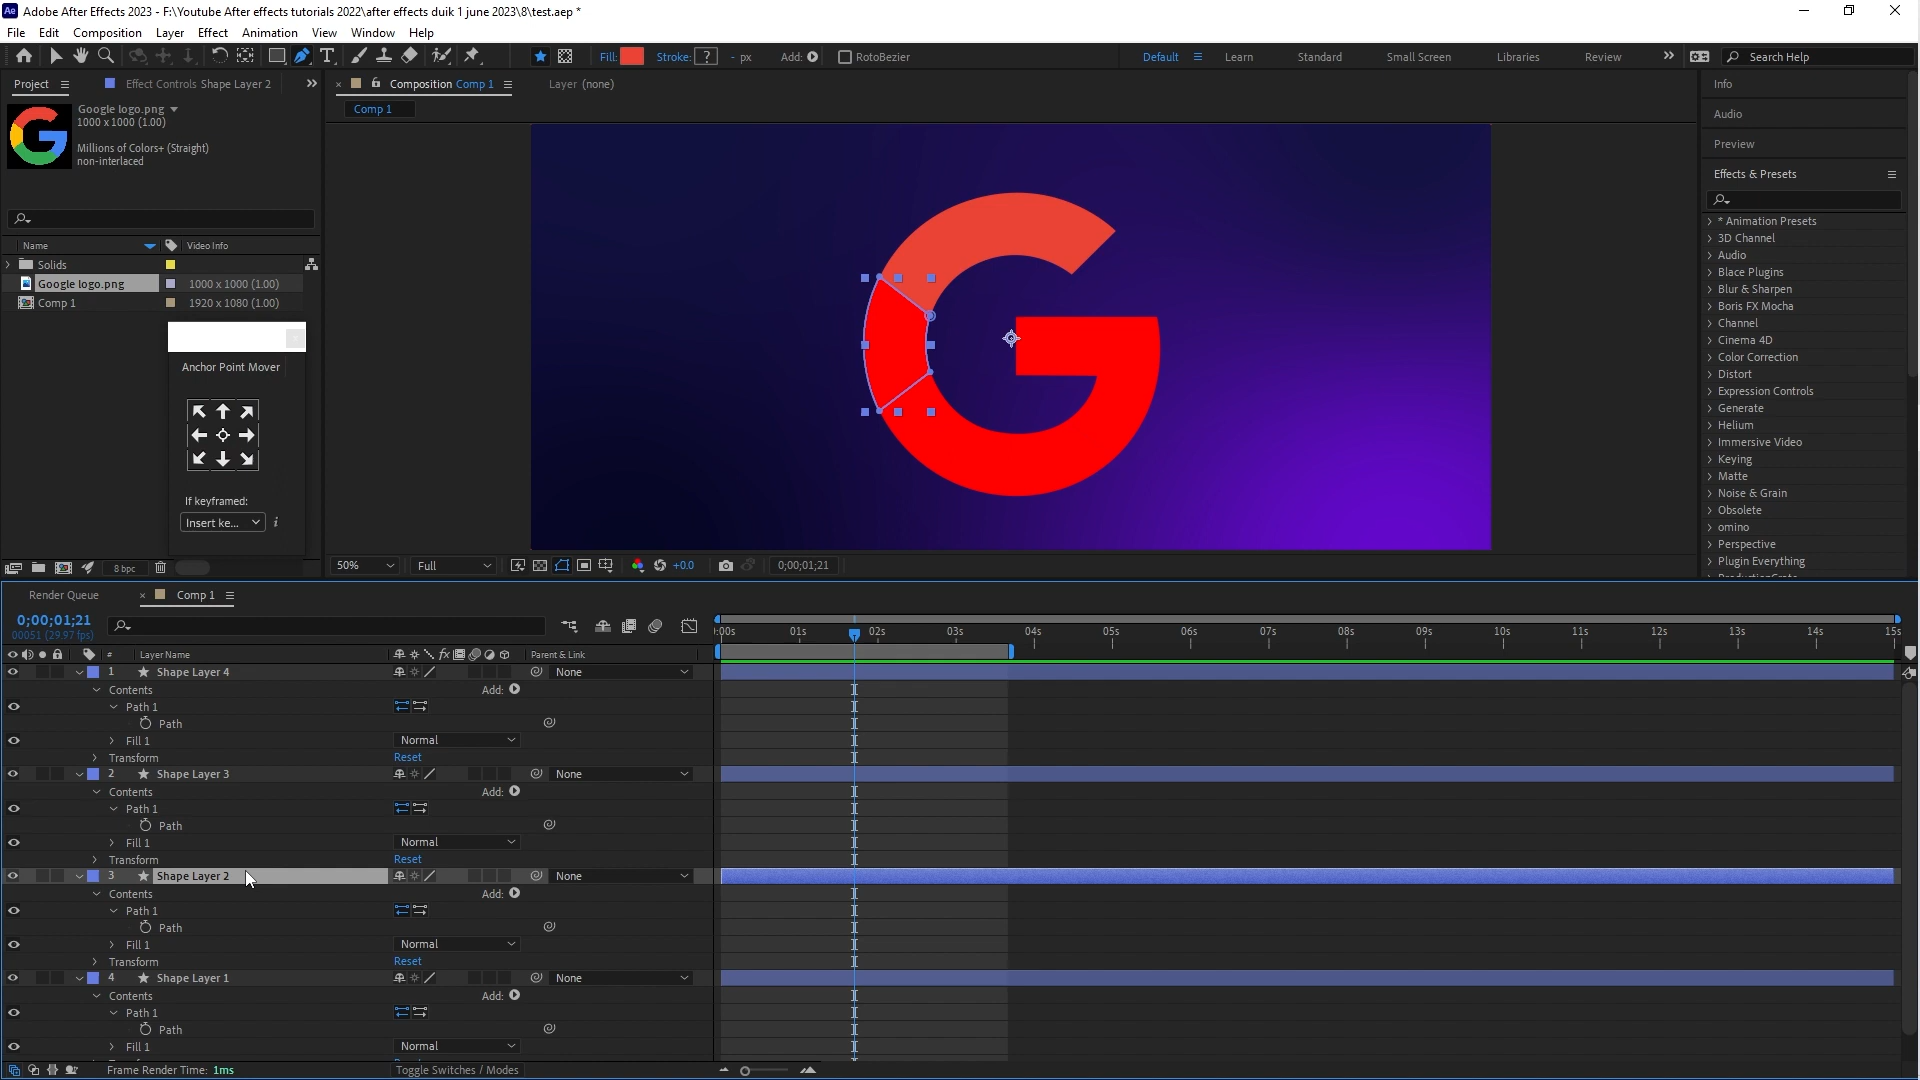 Adobe After Effects 2023 - F:\Youtube After effects tutorials 2022\after effects duik 1 june 2023\8\test.aep *
File Edit Composition Layer Effect Animation View Window Help
Fill: Stroke: ? - px Add: RotoBezier Default Learn Standard Small Screen Libraries Review Search Help
Project Effect Controls Shape Layer 2
Composition Comp 1 Layer (none)
Comp 1
Google logo.png
1000 x 1000 (1.00)
Millions of Colors+ (Straight)
non-interlaced
Name Video Info
Solids
Google logo.png 1000 x 1000 (1.00)
Comp 1 1920 x 1080 (1.00)
Anchor Point Mover
If keyframed:
Insert ke...
8 bpc
50% Full +0.0 0;00;01;21
Info
Audio
Preview
Effects & Presets
* Animation Presets
3D Channel
Audio
Blace Plugins
Blur & Sharpen
Boris FX Mocha
Channel
Cinema 4D
Color Correction
Distort
Expression Controls
Generate
Helium
Immersive Video
Keying
Matte
Noise & Grain
Obsolete
omino
Perspective
Plugin Everything
Render Queue Comp 1
0;00;01;21
00051 (29.97 fps)
:00s 01s 02s 03s 04s 05s 06s 07s 08s 09s 10s 11s 12s 13s 14s 15s
# Layer Name Parent & Link
1 Shape Layer 4 None
Contents Add:
Path 1
Path
Fill 1 Normal
Transform Reset
2 Shape Layer 3 None
Contents Add:
Path 1
Path
Fill 1 Normal
Transform Reset
3 Shape Layer 2 None
Contents Add:
Path 1
Path
Fill 1 Normal
Transform Reset
4 Shape Layer 1 None
Contents Add:
Path 1
Path
Fill 1 Normal
Frame Render Time: 1ms Toggle Switches / Modes